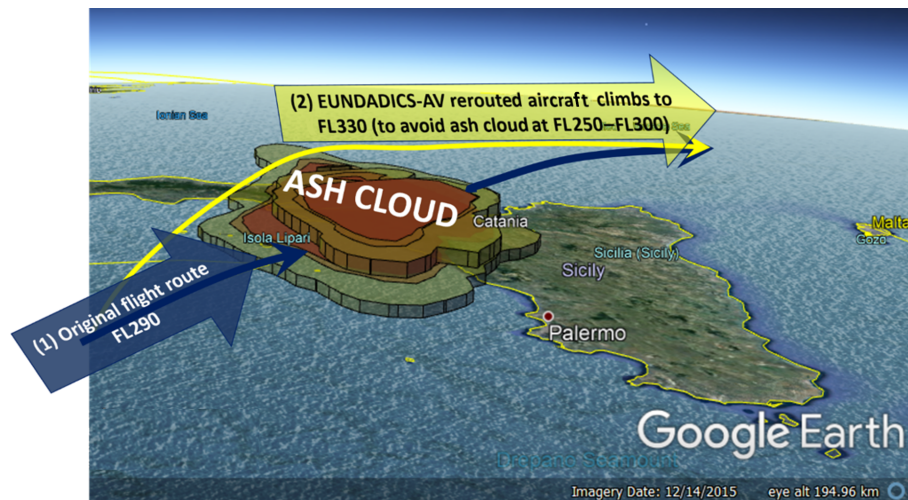 (2) EUNDADICS-AV rerouted aircraft climbs to
FL330 (to avoid ash cloud at FL250–FL300)
Ionian Sea
ASH CLOUD
Catania
Malta
Gozo
Isola Lipari
Sicilia (Sicily)
Sicily
(1) Original flight route
FL290
Palermo
Google Earth
Imagery Date: 12/14/2015 eye alt 194.96 km